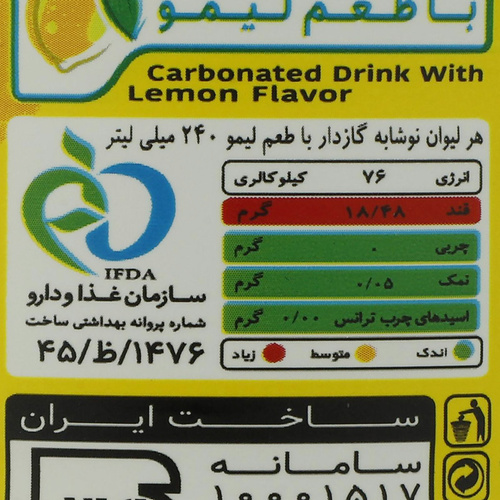 با طعم لیمو
Carbonated Drink With
Lemon Flavor
هر لیوان نوشابه گازدار با طعم لیمو ۲۴۰ میلی لیتر
انرژی ۷۶ کیلوکالری
قند ۱۸/۴۸ گرم
چربی ۰ گرم
نمک ۰/۰۵ گرم
اسیدهای چرب ترانس ۰/۰۰ گرم
اندک متوسط زیاد
IFDA
سازمان غذا و دارو
شماره پروانه بهداشتی ساخت
۴۵/ظ/۱۴۷۶
ساخت ایران
سامانه
۱۰۰۰۱۵۱۷